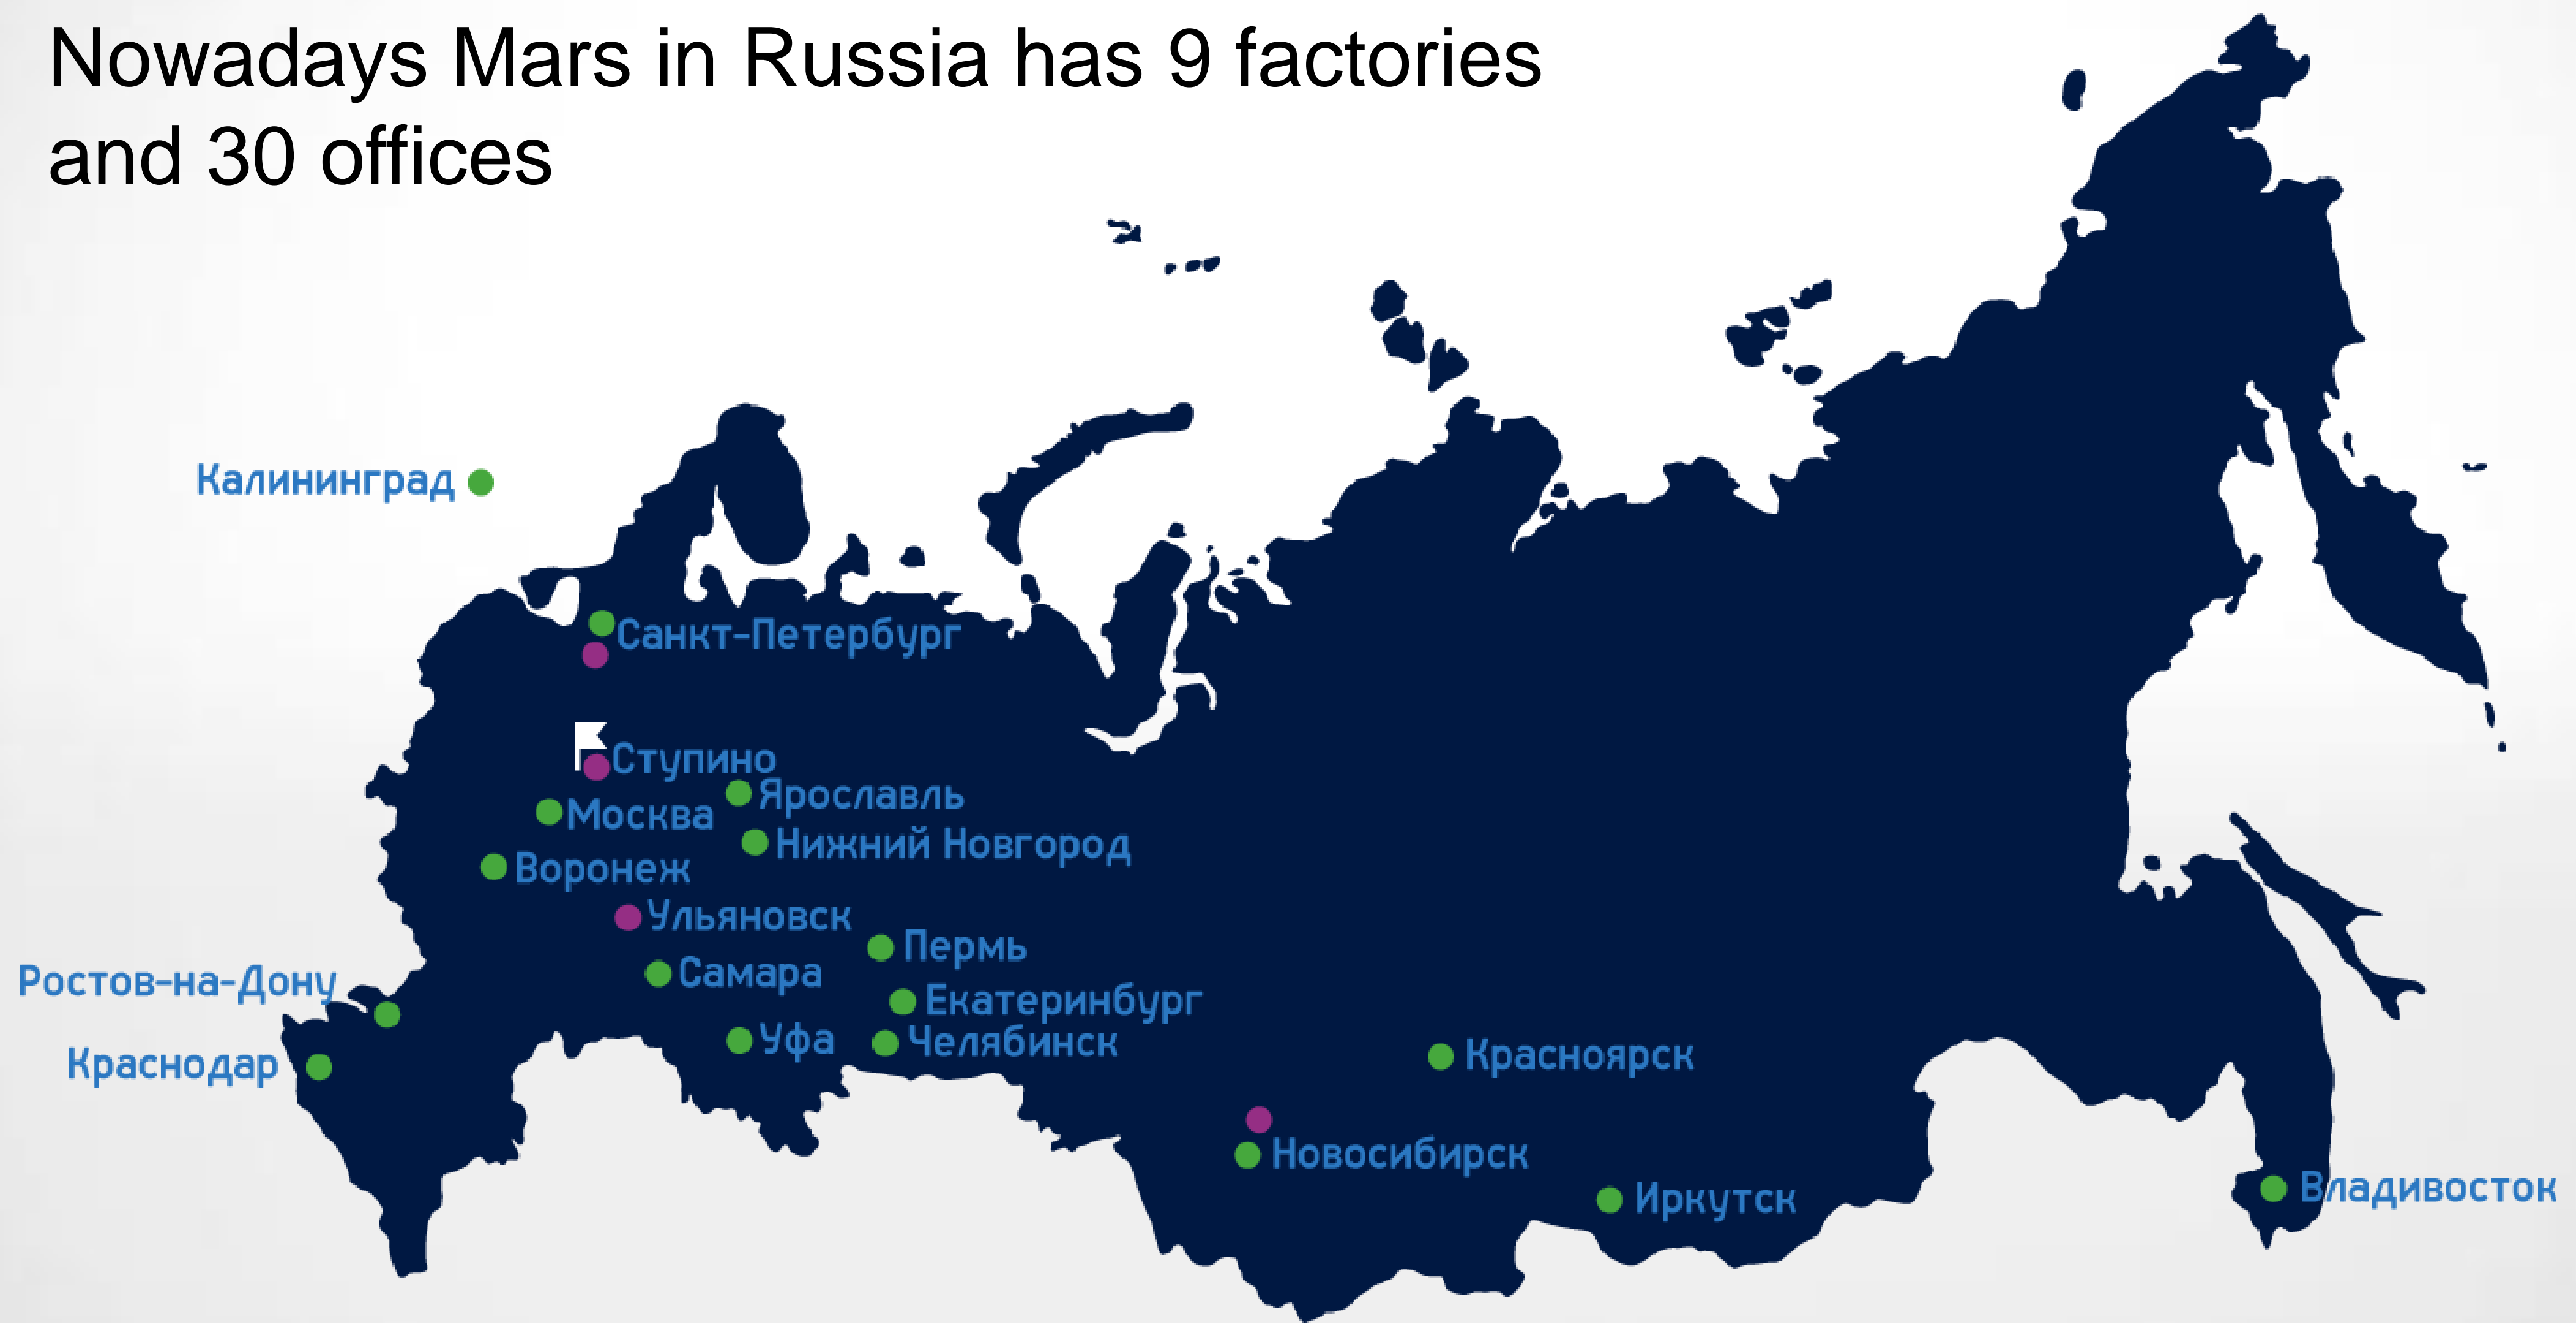 Nowadays Mars in Russia has 9 factories
and 30 offices
Калининград
Санкт-Петербург
Ступино
Ярославль
Москва
Нижний Новгород
Воронеж
Ульяновск
Пермь
Самара
Ростов-на-Дону
Екатеринбург
Уфа
Челябинск
Краснодар
Красноярск
Новосибирск
Иркутск
Владивосток